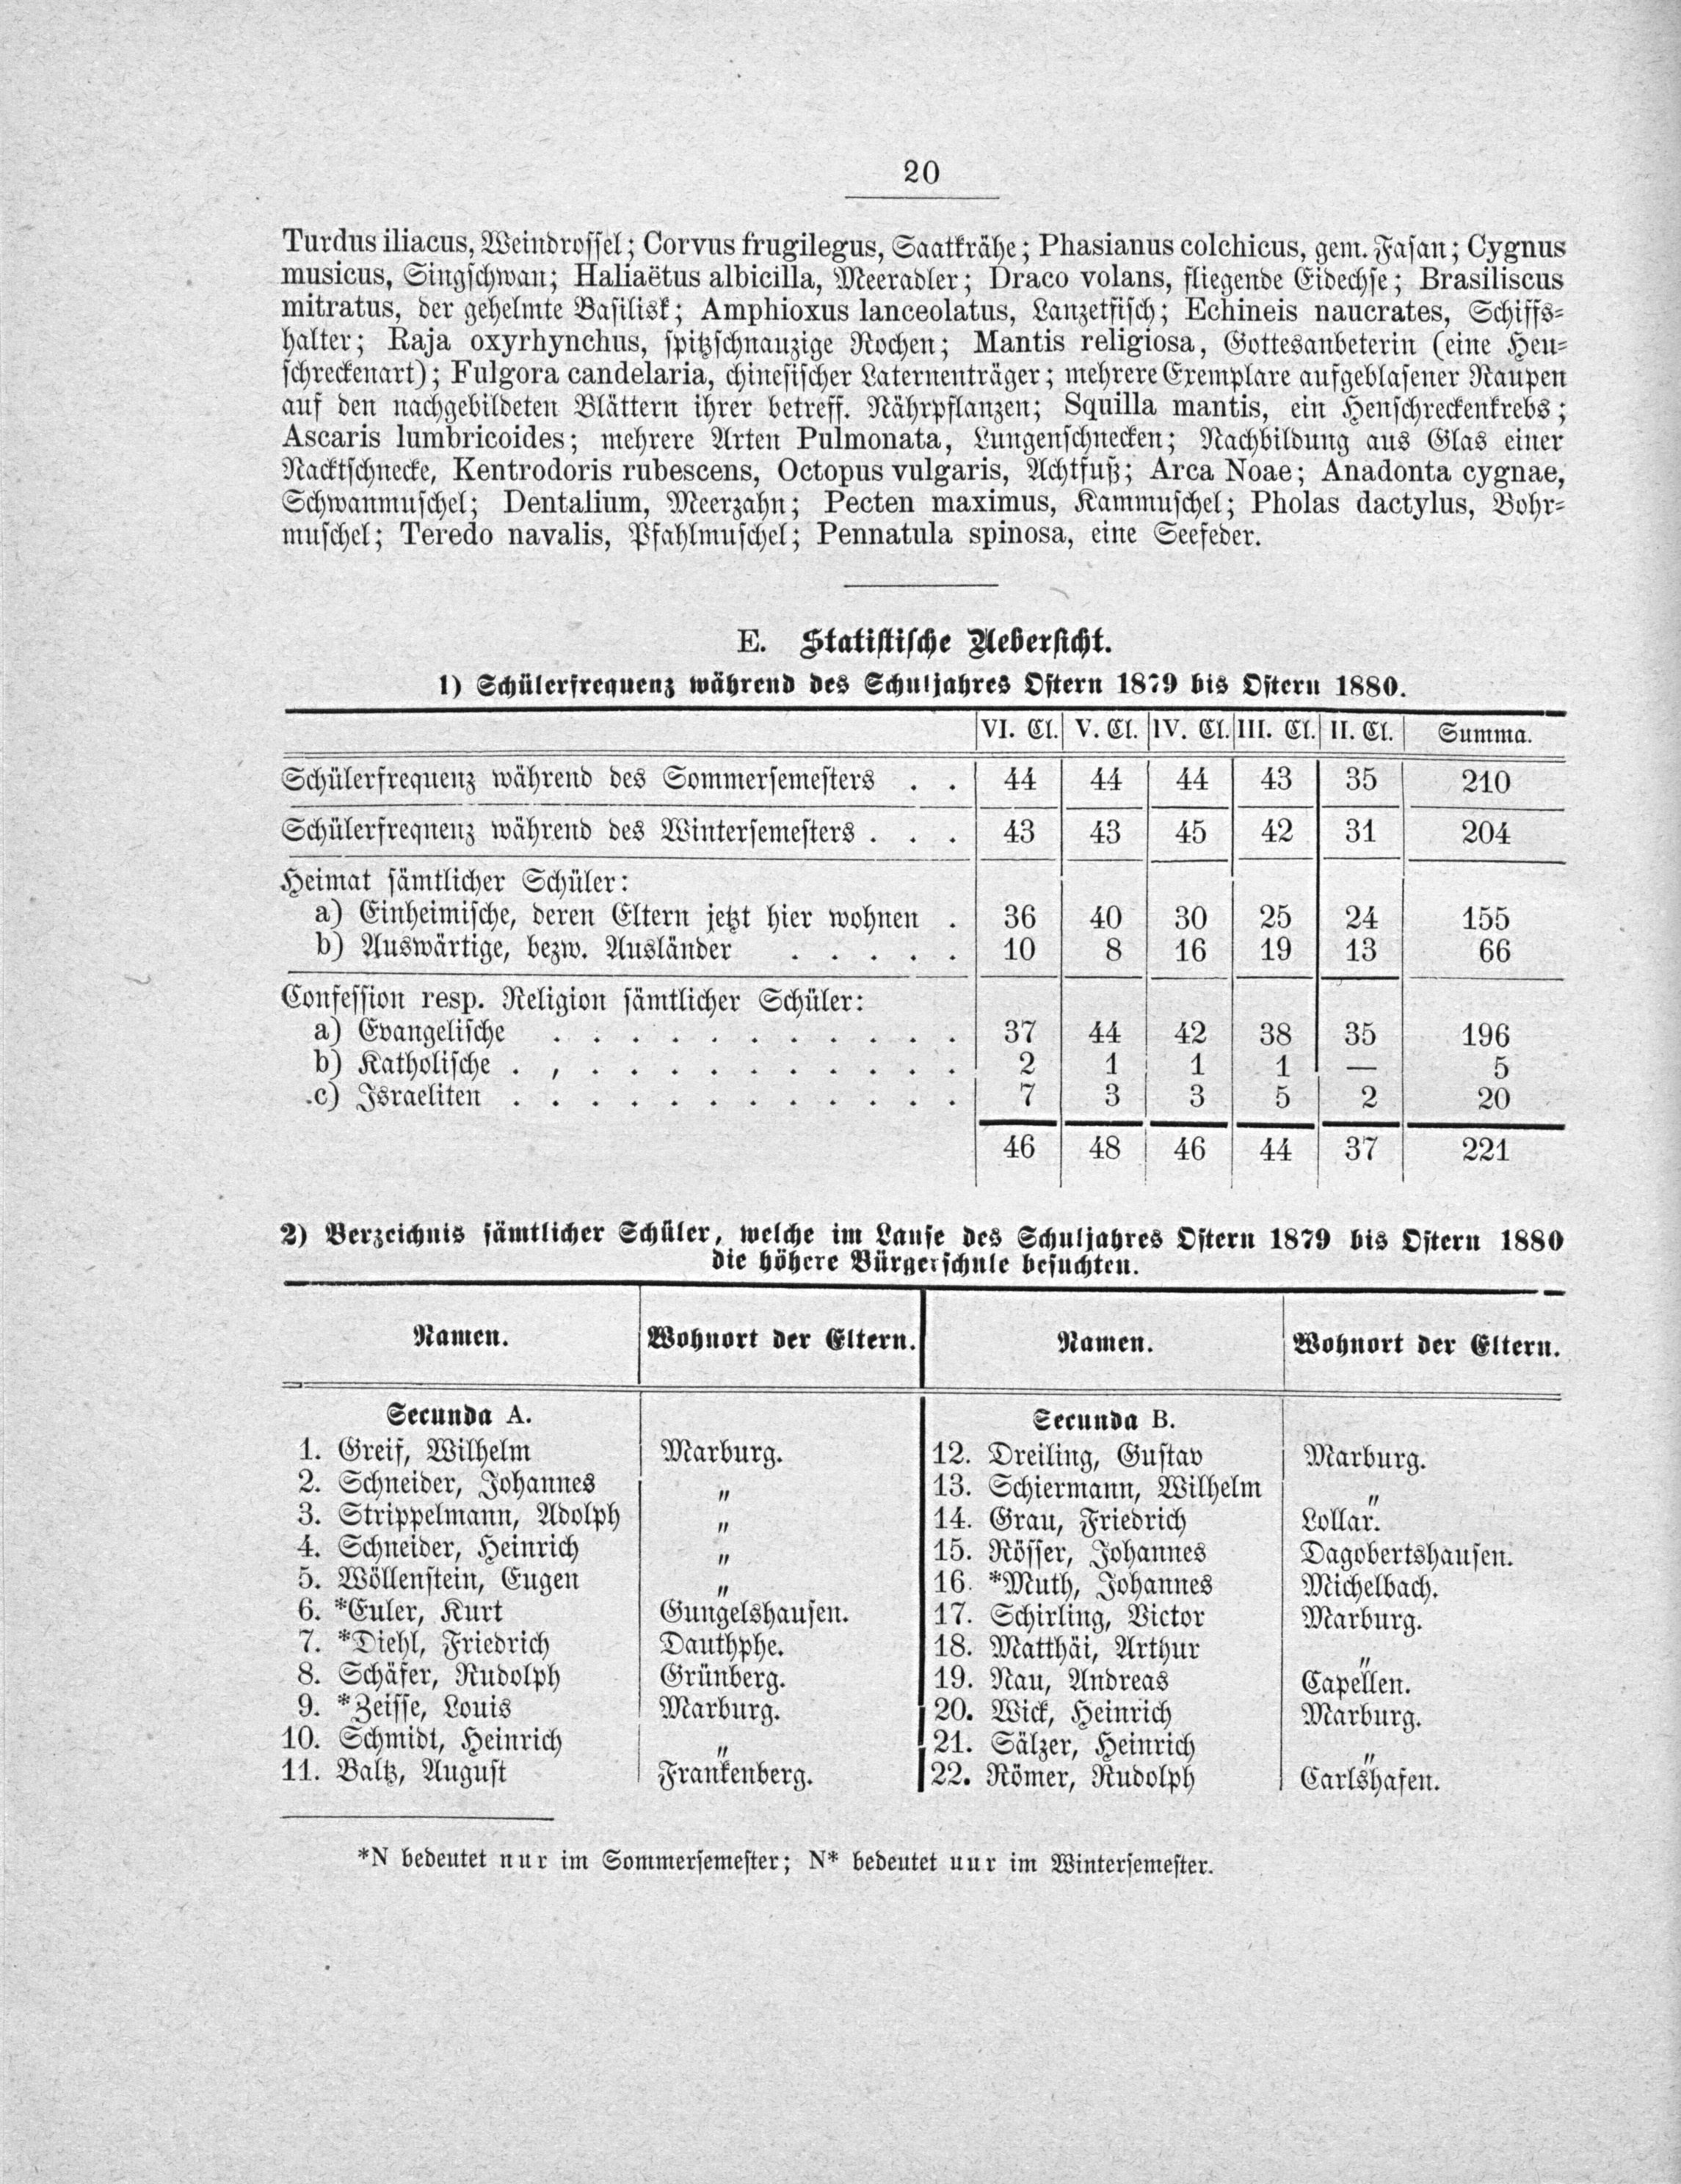 20
Turdus iliacus, Weindrossel; Corvus frugilegus, Saatkrähe; Phasianus colchicus, gem. Fasan; Cygnus
musicus, Singschwan; Haliaëtus albicilla, Meeradler; Draco volans, fliegende Eidechse; Brasiliscus
mitratus, der gehelmte Basilisk; Amphioxus lanceolatus, Lanzetfisch; Echineis naucrates, Schiffs-
halter; Raja oxyrhynchus, spitzschnauzige Rochen; Mantis religiosa, Gottesanbeterin (eine Heu-
schreckenart); Fulgora candelaria, chinesischer Laternenträger; mehrere Exemplare aufgeblasener Raupen
auf den nachgebildeten Blättern ihrer betreff. Nährpflanzen; Squilla mantis, ein Heuschreckenkrebs;
Ascaris lumbricoides; mehrere Arten Pulmonata, Lungenschnecken; Nachbildung aus Glas einer
Nacktschnecke, Kentrodoris rubescens, Octopus vulgaris, Achtfuß; Arca Noae; Anadonta cygnae,
Schwanmuschel; Dentalium, Meerzahn; Pecten maximus, Kammuschel; Pholas dactylus, Bohr-
muschel; Teredo navalis, Pfahlmuschel; Pennatula spinosa, eine Seefeder.
E. Statistische Uebersicht.
1) Schülerfrequenz während des Schuljahres Ostern 1879 bis Ostern 1880.
VI. Cl. V. Cl. IV. Cl. III. Cl. II. Cl. Summa.
Schülerfrequenz während des Sommersemesters . . 44 44 44 43 35 210
Schülerfrequenz während des Wintersemesters . . . 43 43 45 42 31 204
Heimat sämtlicher Schüler:
a) Einheimische, deren Eltern jetzt hier wohnen . 36 40 30 25 24 155
b) Auswärtige, bezw. Ausländer . . . . . 10 8 16 19 13 66
Confession resp. Religion sämtlicher Schüler:
a) Evangelische . . . . . . . . . . . 37 44 42 38 35 196
b) Katholische . , . . . . . . . . . . 2 1 1 1 — 5
c) Israeliten . . . . . . . . . . . . 7 3 3 5 2 20
46 48 46 44 37 221
2) Verzeichnis sämtlicher Schüler, welche im Laufe des Schuljahres Ostern 1879 bis Ostern 1880
die höhere Bürgerschule besuchten.
Namen. Wohnort der Eltern. Namen. Wohnort der Eltern.
Secunda A.
1. Greif, Wilhelm Marburg.
2. Schneider, Johannes "
3. Strippelmann, Adolph "
4. Schneider, Heinrich "
5. Wöllenstein, Eugen "
6. *Euler, Kurt Gungelshausen.
7. *Diehl, Friedrich Dauthphe.
8. Schäfer, Rudolph Grünberg.
9. *Zeisse, Louis Marburg.
10. Schmidt, Heinrich "
11. Baltz, August Frankenberg.
Secunda B.
12. Dreiling, Gustav Marburg.
13. Schiermann, Wilhelm "
14. Grau, Friedrich Lollar.
15. Rösser, Johannes Dagobertshausen.
16. *Muth, Johannes Michelbach.
17. Schirling, Victor Marburg.
18. Matthäi, Arthur "
19. Nau, Andreas Capellen.
20. Wick, Heinrich Marburg.
21. Sälzer, Heinrich "
22. Römer, Rudolph Carlshafen.
*N bedeutet nur im Sommersemester; N* bedeutet nur im Wintersemester.